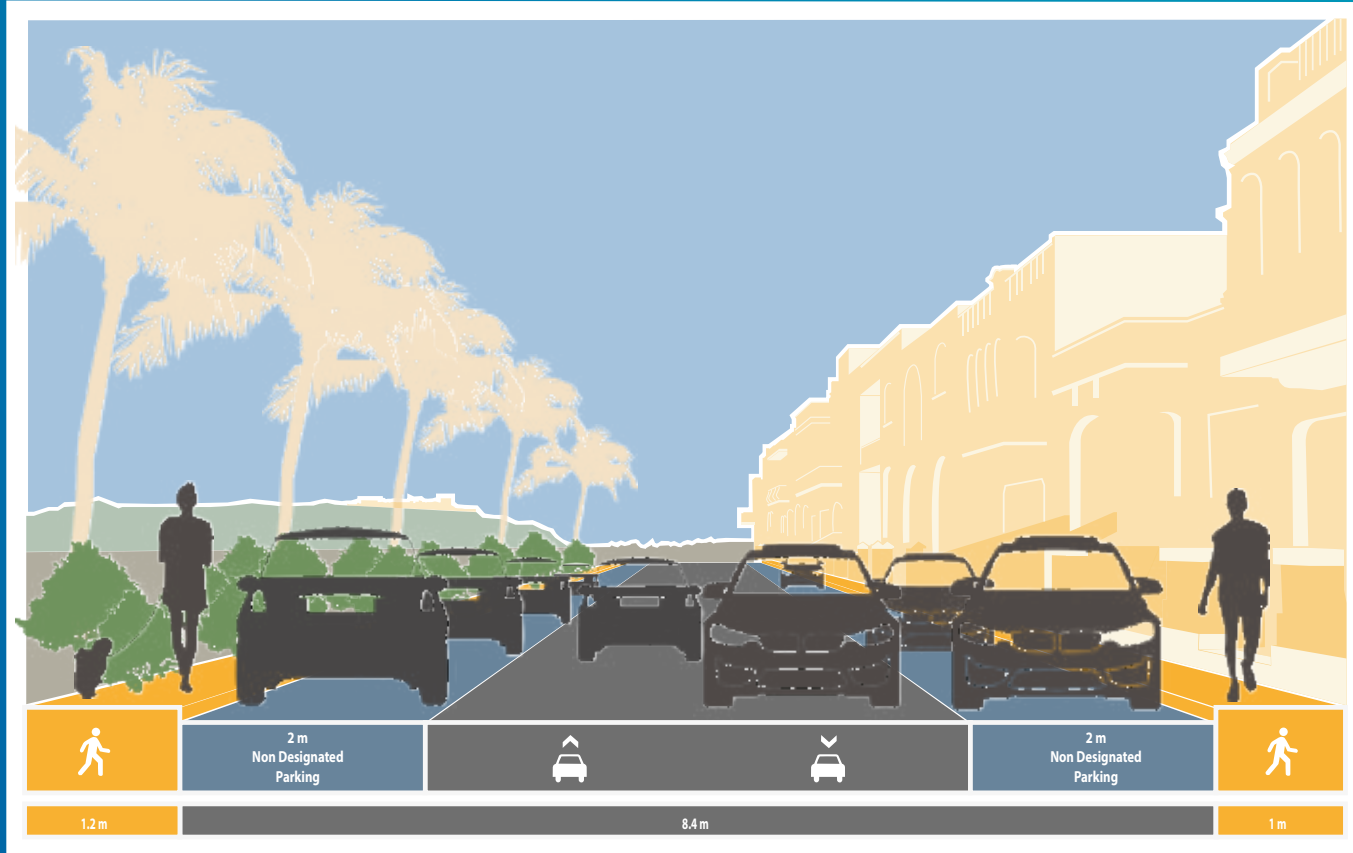 2 m
Non Designated
Parking
2 m
Non Designated
Parking
1.2 m
8.4 m
1 m